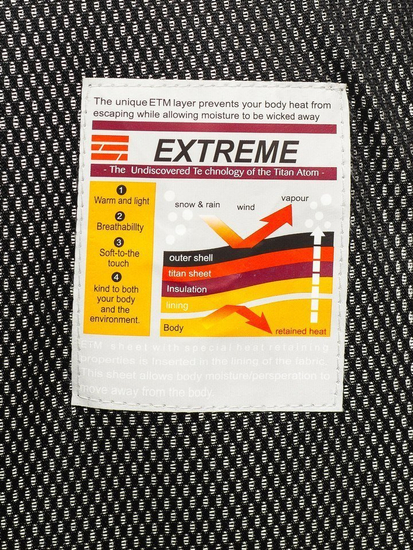 The unique ETM layer prevents your body heat from
escaping while allowing moisture to be wicked away
EXTREME
- The Undiscovered Te chnology of the Titan Atom -
1
Warm and light
2
Breathabillty
3
Soft-to-the
touch
4
kind to both
your body
and the
environment.
snow & rain
wind
vapour
outer shell
titan sheet
Insulation
lining
Body
retained heat
ETM sheet with special heat retaining
properties is inserted in the lining of the fabric.
This sheet allows body moisture/perspiration to
move away from the body.